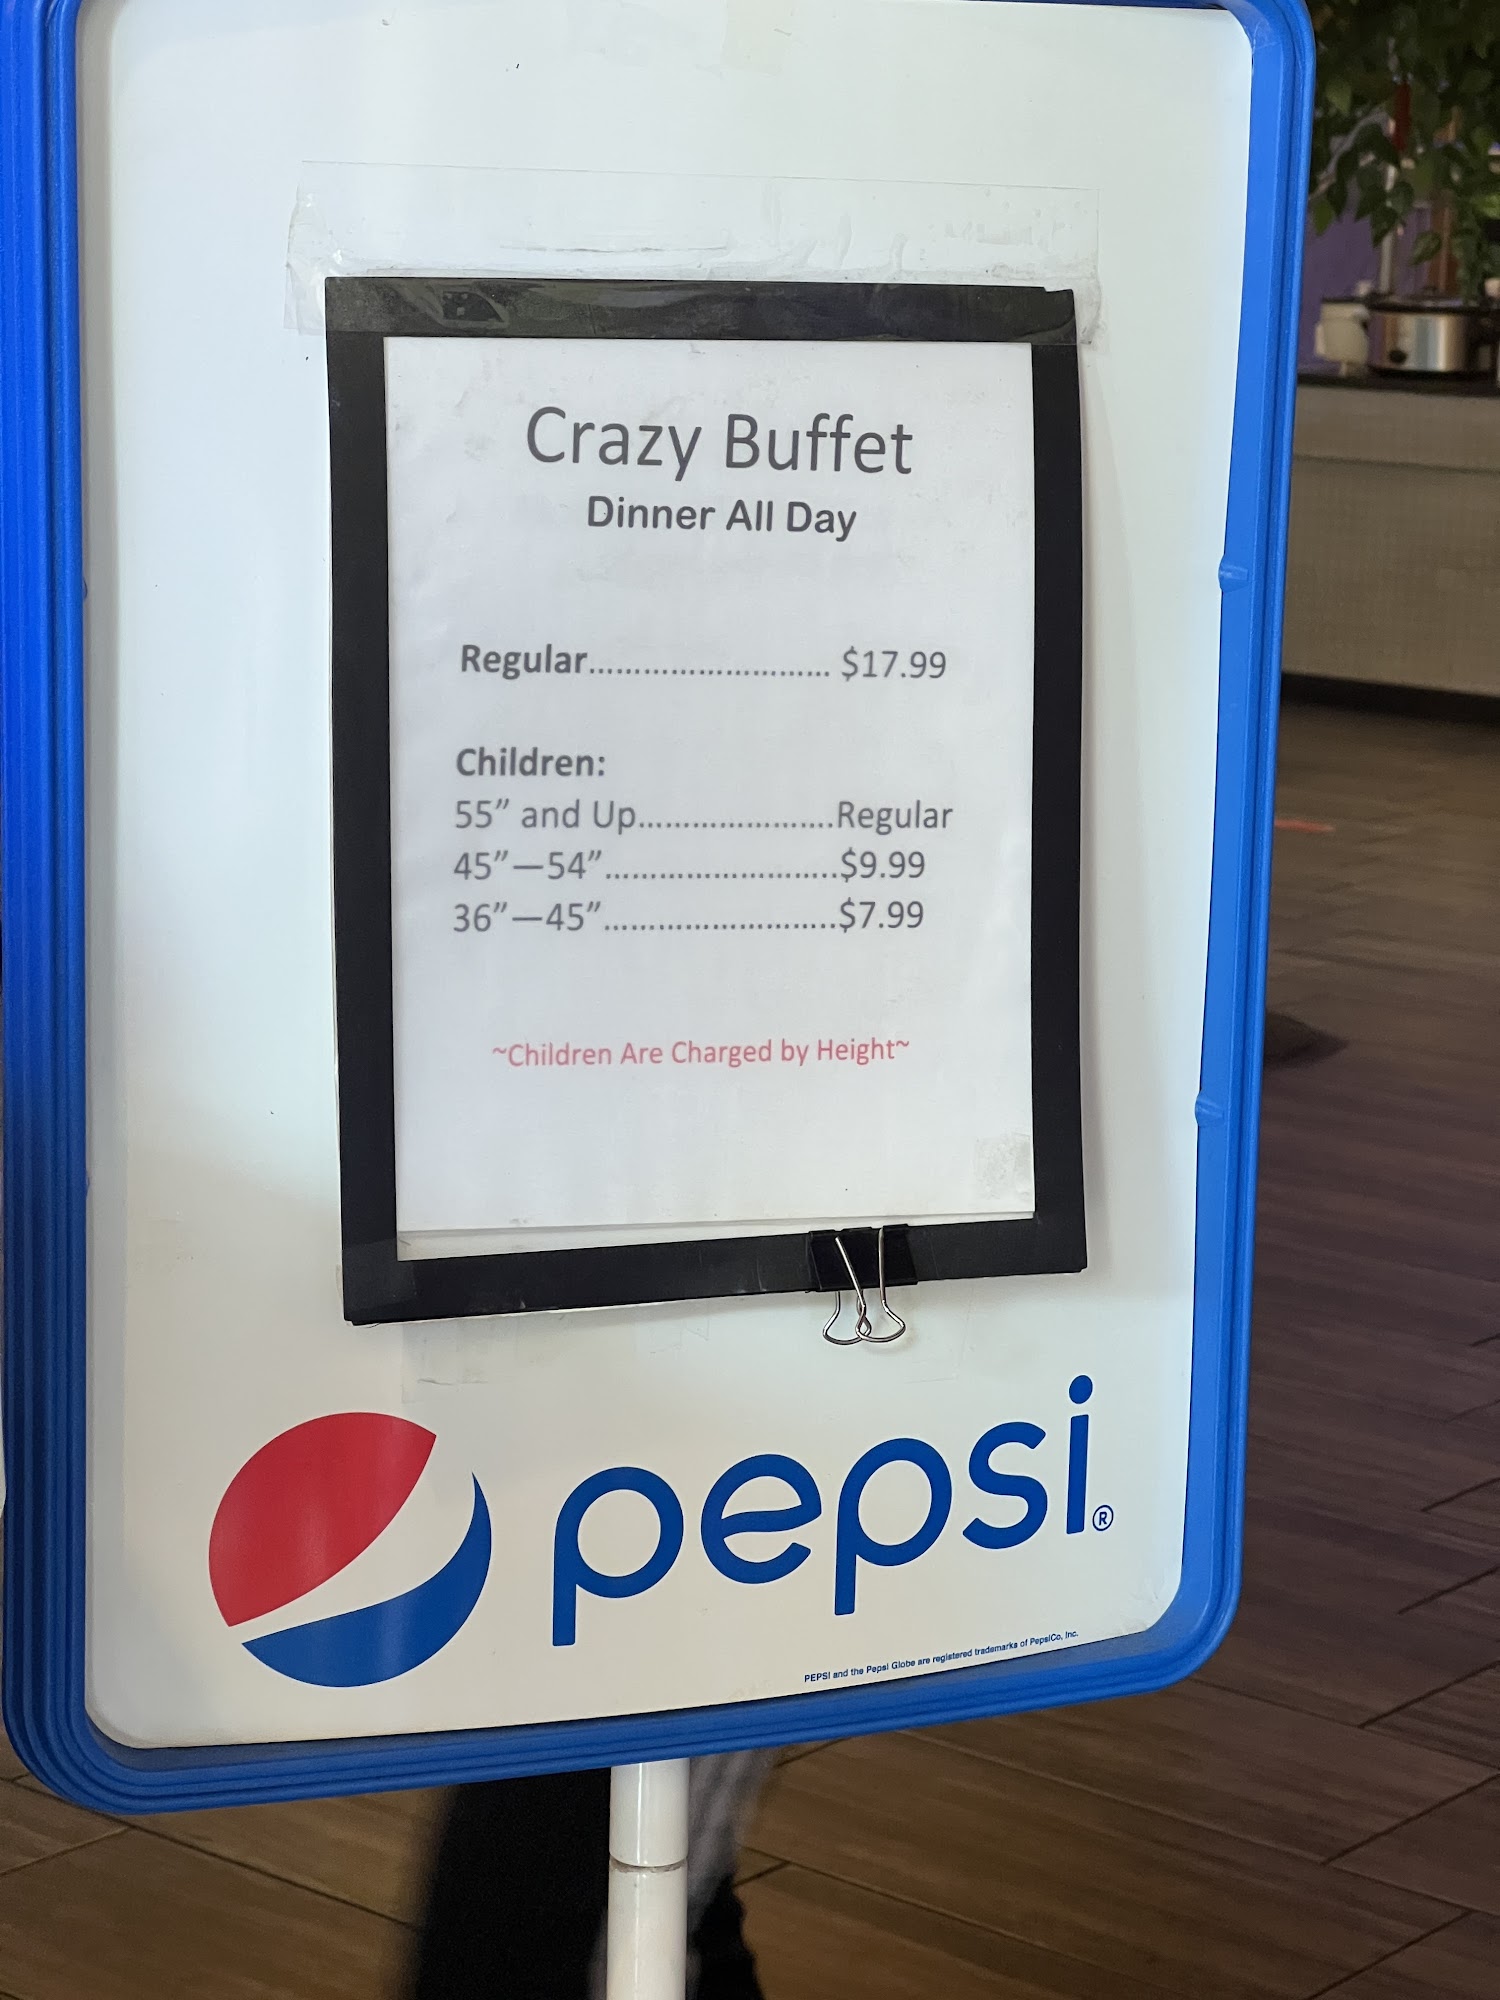 Crazy Buffet
Dinner All Day
Regular........................... $17.99
Children:
55” and Up......................Regular
45”—54”..........................$9.99
36”—45”..........................$7.99
~Children Are Charged by Height~
pepsi®
PEPSI and the Pepsi Globe are registered trademarks of PepsiCo, Inc.